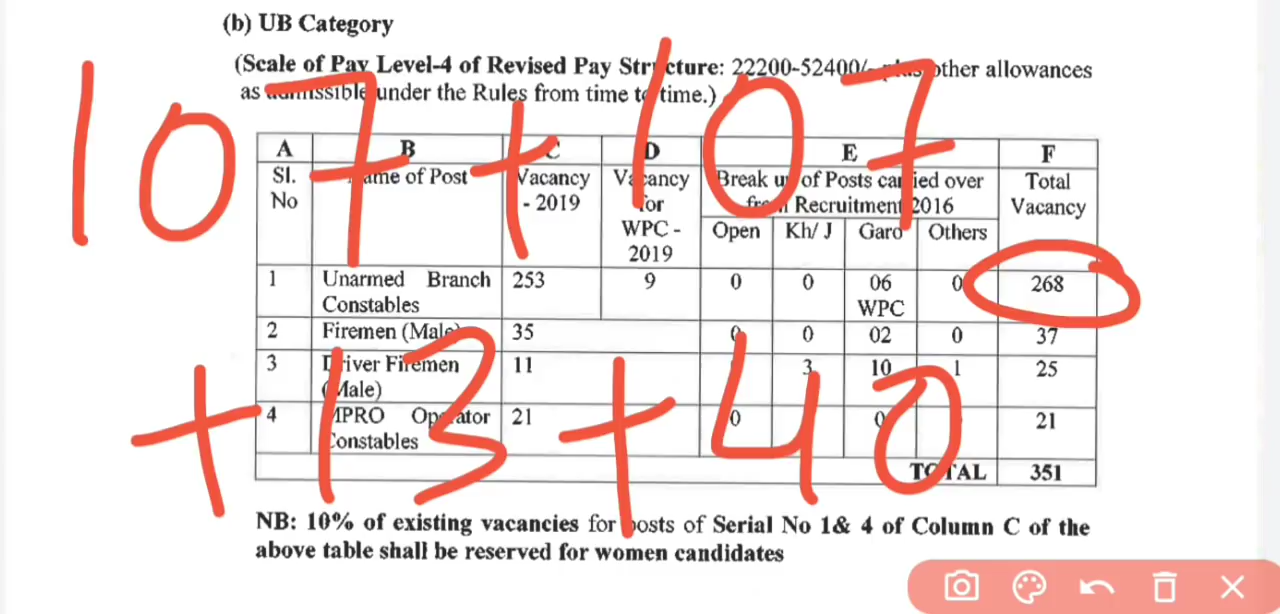 (b) UB Category
(Scale of Pay Level-4 of Revised Pay Structure: 22200-52400/- plus other allowances
as admissible under the Rules from time to time.)
107 + 107
A B C D E F
Sl. No Name of Post Vacancy - 2019 Vacancy for WPC - 2019 Break up of Posts carried over from Recruitment 2016 Total Vacancy
Open Kh/ J Garo Others
1 Unarmed Branch Constables 253 9 0 0 06 WPC 0 268
2 Firemen (Male) 35 0 0 02 0 37
3 Driver Firemen (Male) 11 3 10 1 25
4 MPRO Operator Constables 21 0 0 21
+ 13 + 40
TOTAL 351
NB: 10% of existing vacancies for posts of Serial No 1& 4 of Column C of the
above table shall be reserved for women candidates